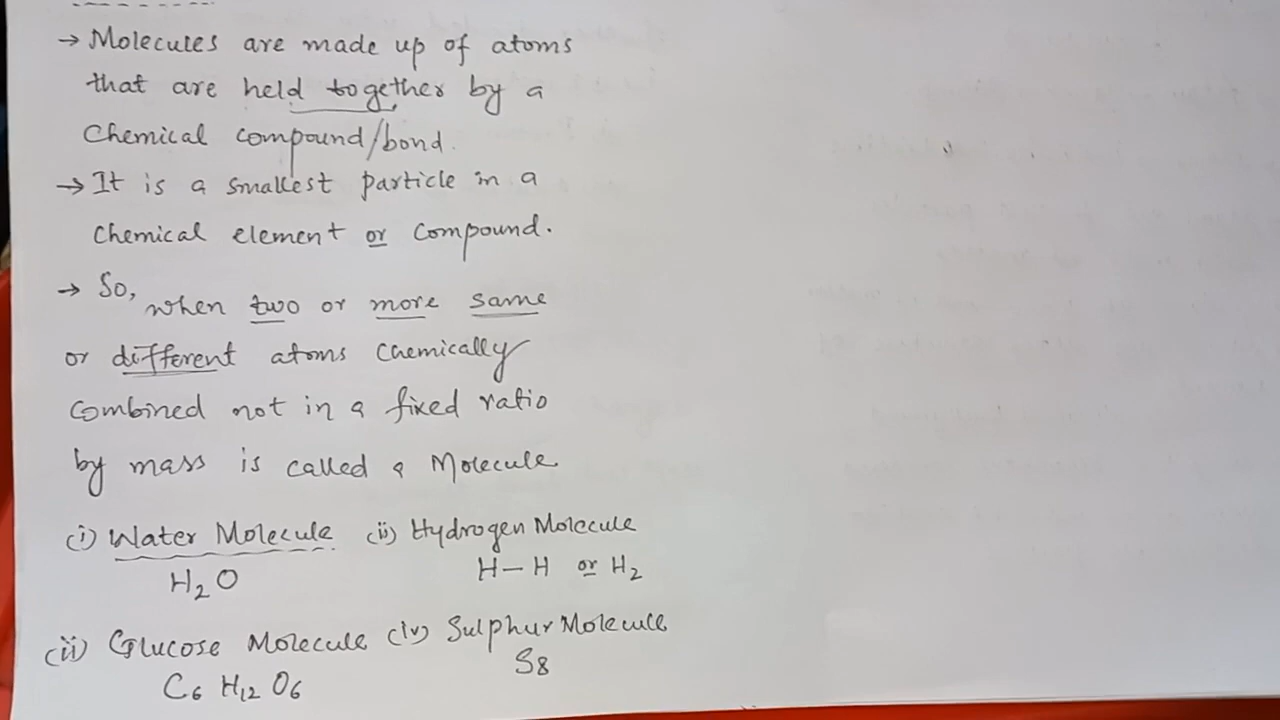 → Molecules are made up of atoms
that are held together by a
Chemical compound/bond.
→ It is a smallest particle in a
Chemical element or compound.
→ So, when two or more same
or different atoms chemically
combined not in a fixed ratio
by mass is called a Molecule
(i) Water Molecule (ii) Hydrogen Molecule
H2O H-H or H2
(ii) Glucose Molecule (iv) Sulphur Molecule
C6 H12 O6 S8